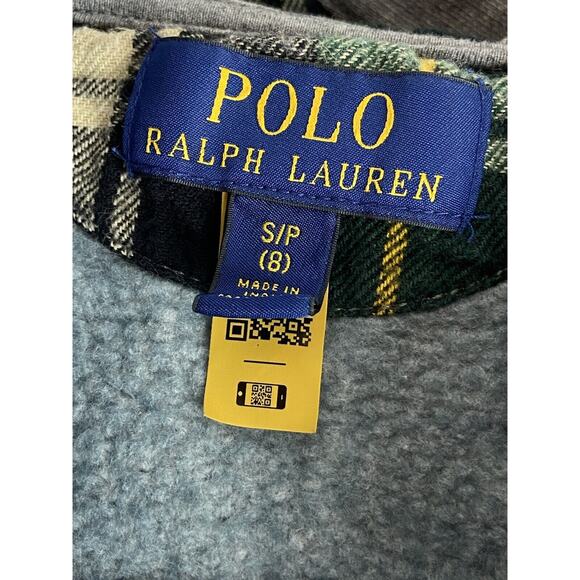 POLO
RALPH LAUREN
S/P
(8)
MADE IN